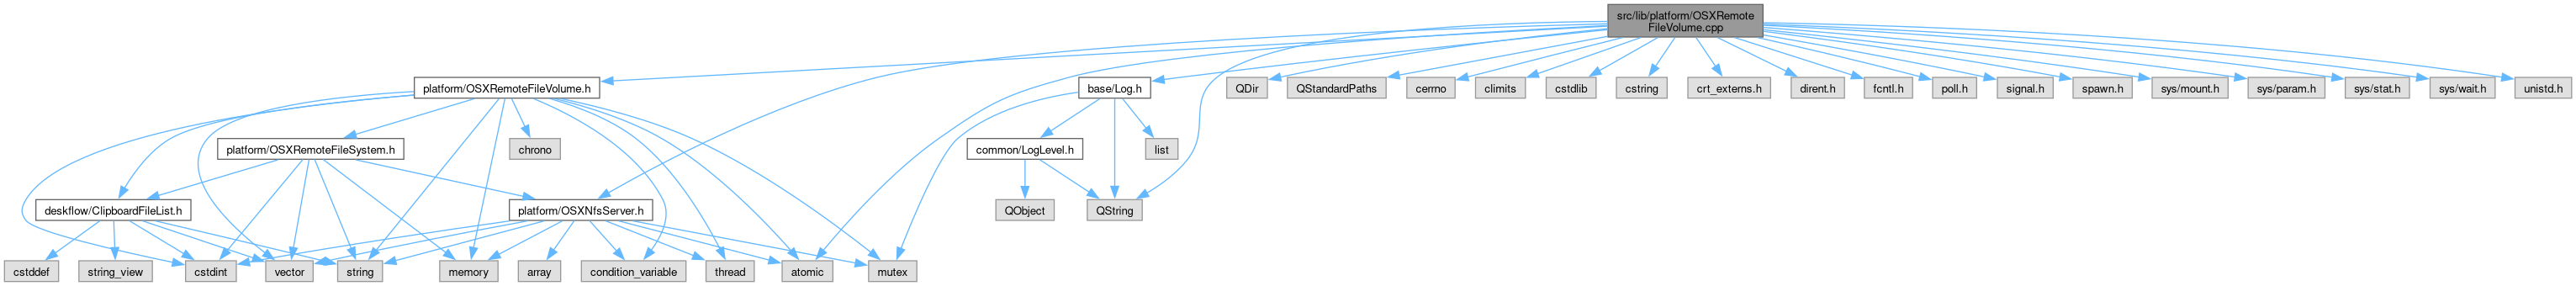 src/lib/platform/OSXRemote
FileVolume.cpp
platform/OSXRemoteFileVolume.h
base/Log.h
QDir
QStandardPaths
cerrno
climits
cstdlib
cstring
crt_externs.h
dirent.h
fcntl.h
poll.h
signal.h
spawn.h
sys/mount.h
sys/param.h
sys/stat.h
sys/wait.h
unistd.h
platform/OSXRemoteFileSystem.h
chrono
common/LogLevel.h
list
deskflow/ClipboardFileList.h
platform/OSXNfsServer.h
QObject
QString
cstddef
string_view
cstdint
vector
string
memory
array
condition_variable
thread
atomic
mutex